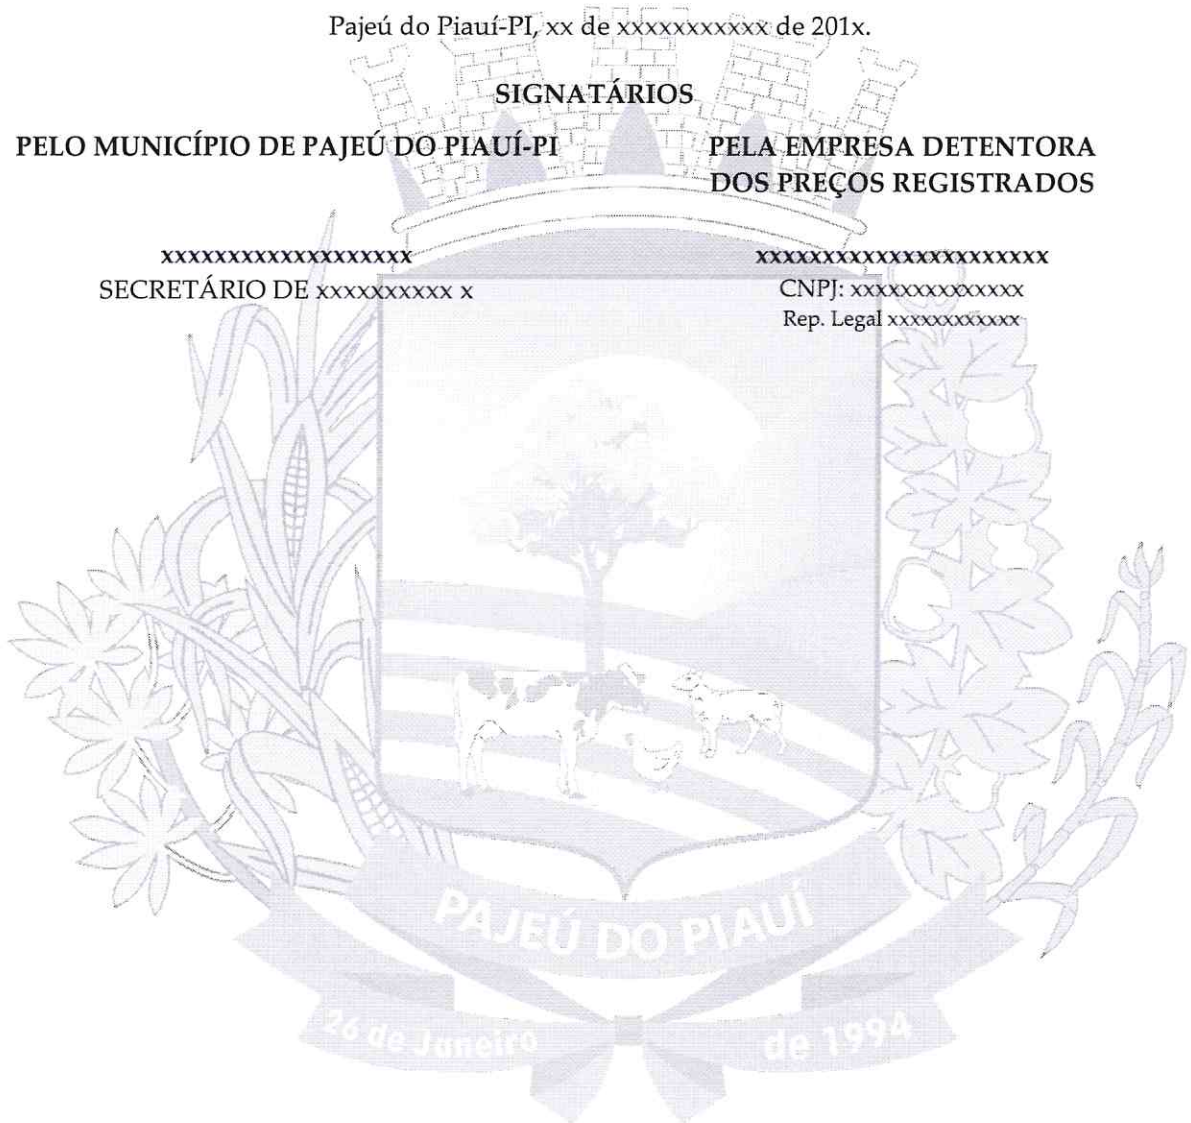 Pajeú do Piauí-PI, xx de xxxxxxxxxxx de 201x.
SIGNATÁRIOS
PELO MUNICÍPIO DE PAJEÚ DO PIAUÍ-PI
PELA EMPRESA DETENTORA
DOS PREÇOS REGISTRADOS
xxxxxxxxxxxxxxxxxxx
SECRETÁRIO DE xxxxxxxxxx x
xxxxxxxxxxxxxxxxxxxxxx
CNPJ: xxxxxxxxxxxxxx
Rep. Legal xxxxxxxxxxxx
PAJEÚ DO PIAUÍ
26 de Janeiro de 1994